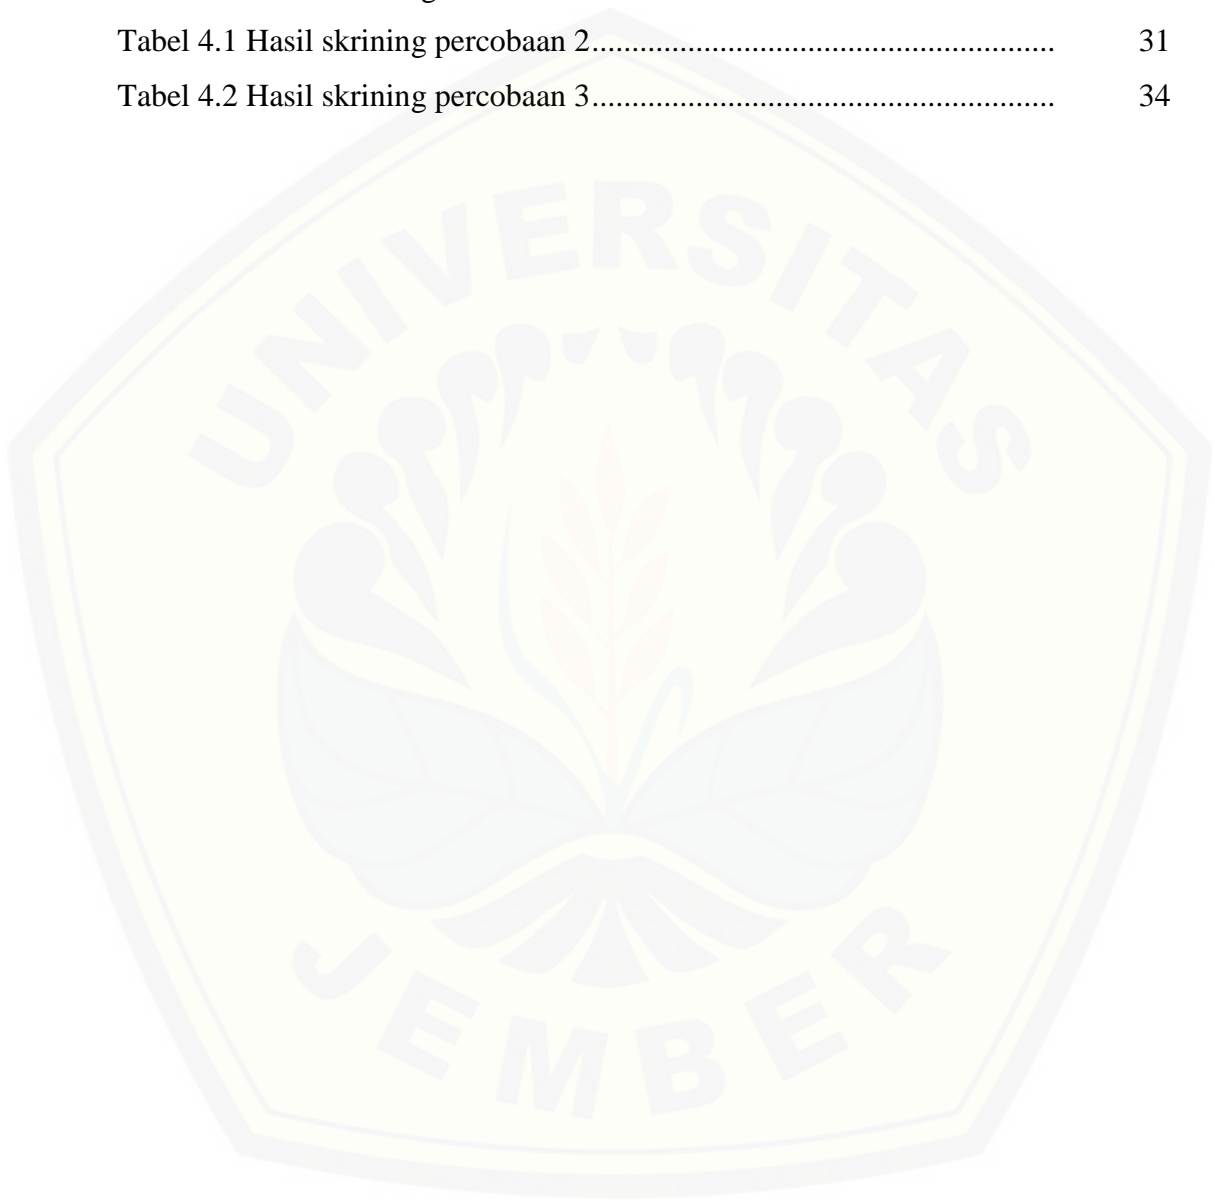 Tabel 4.1 Hasil skrining percobaan 2.......................................................... 31
Tabel 4.2 Hasil skrining percobaan 3.......................................................... 34
UNIVERSITAS
JEMBER